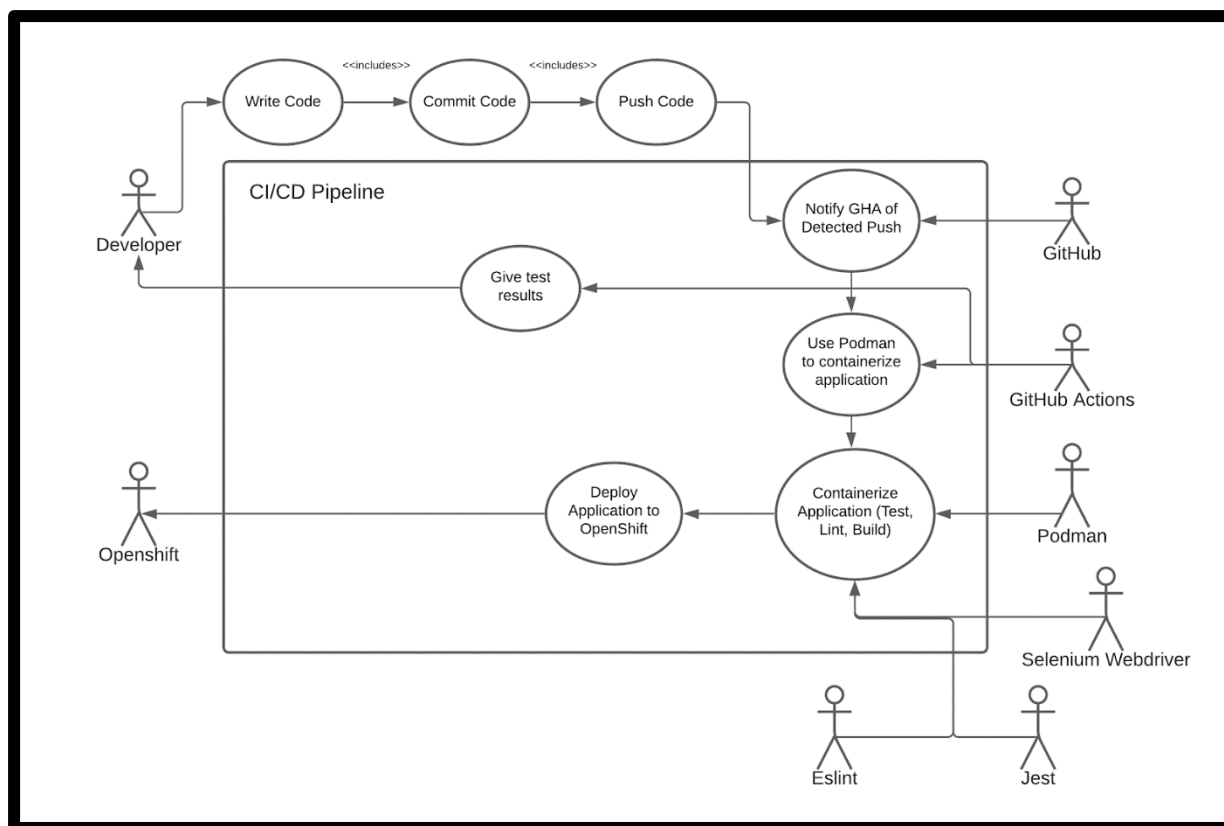 <<includes>>
<<includes>>
Write Code
Commit Code
Push Code
CI/CD Pipeline
Notify GHA of
Detected Push
Developer
GitHub
Give test
results
Use Podman
to containerize
application
GitHub Actions
Deploy
Application to
OpenShift
Containerize
Application (Test,
Lint, Build)
Openshift
Podman
Selenium Webdriver
Eslint
Jest